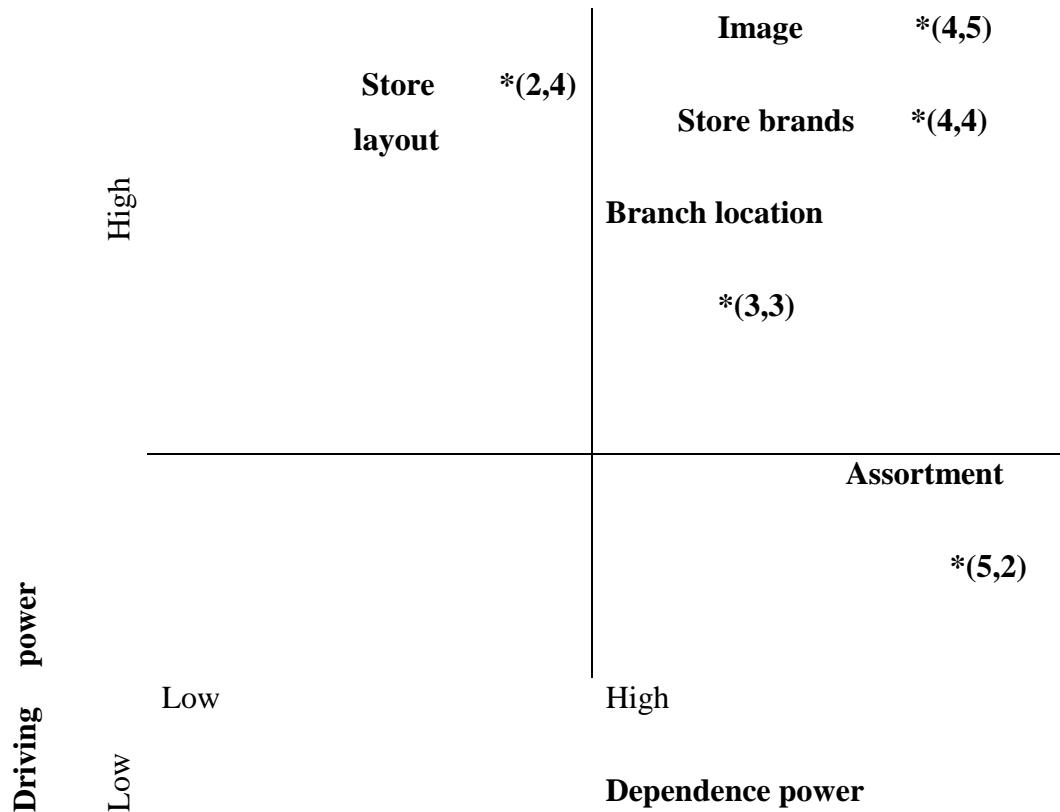 Image *(4,5)
Store *(2,4)
layout
Store brands *(4,4)
High
Branch location
*(3,3)
Assortment
*(5,2)
Driving power
Low
Low High
Dependence power